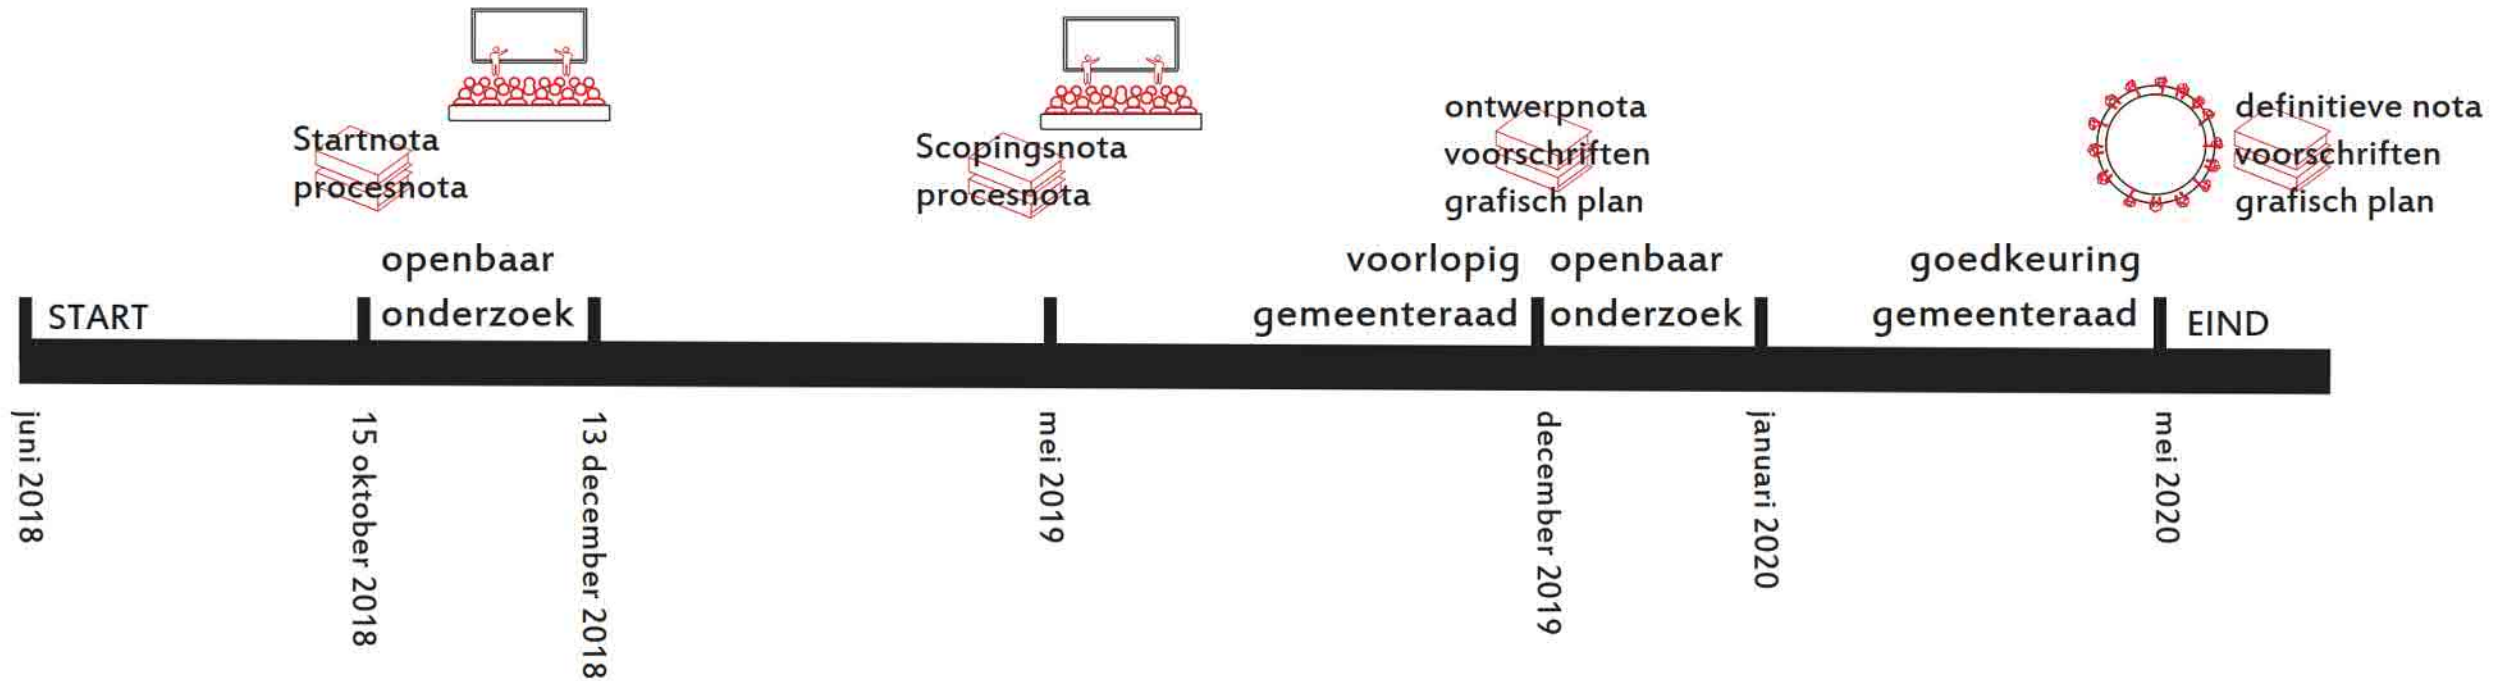 Startnota
procesnota
Scopingsnota
procesnota
ontwerpnota
voorschriften
grafisch plan
definitieve nota
voorschriften
grafisch plan
START
openbaar
onderzoek
voorlopig
gemeenteraad
openbaar
onderzoek
goedkeuring
gemeenteraad
EIND
juni 2018
15 oktober 2018
13 december 2018
mei 2019
december 2019
januari 2020
mei 2020